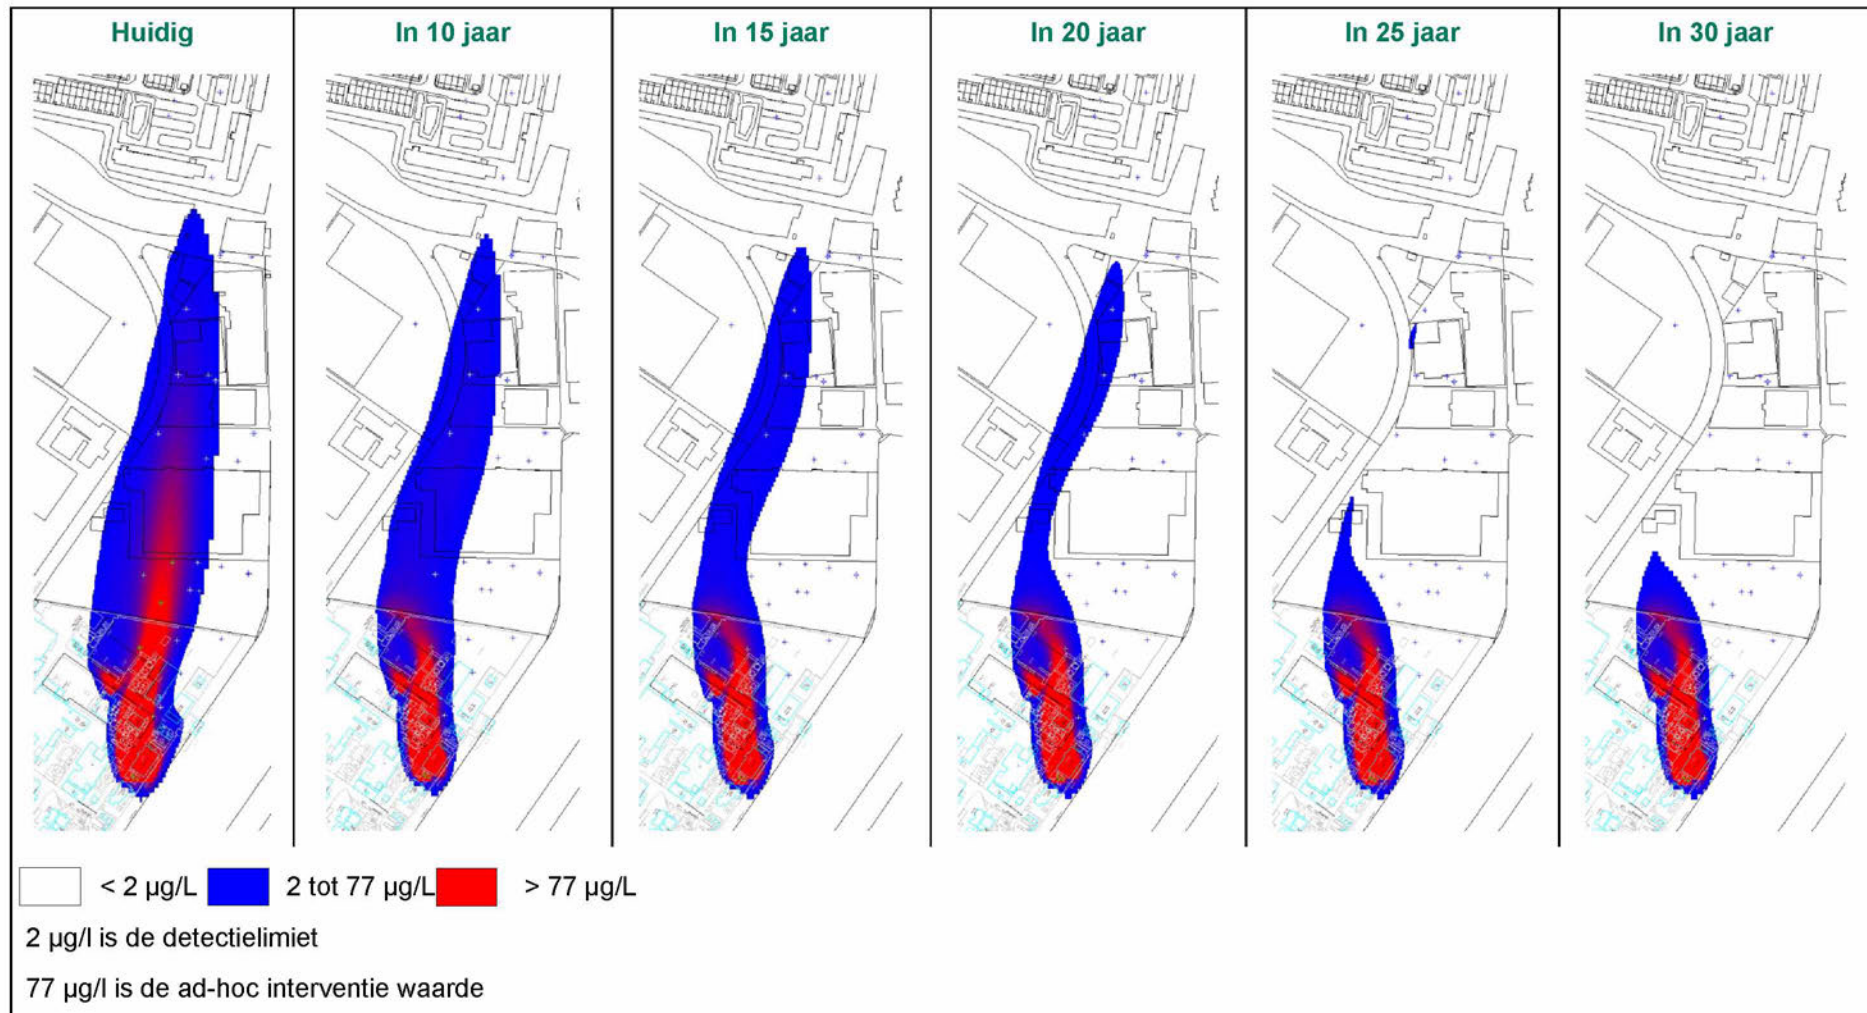 Huidig
In 10 jaar
In 15 jaar
In 20 jaar
In 25 jaar
In 30 jaar
< 2 µg/L
2 tot 77 µg/L
> 77 µg/L
2 µg/l is de detectielimiet
77 µg/l is de ad-hoc interventie waarde